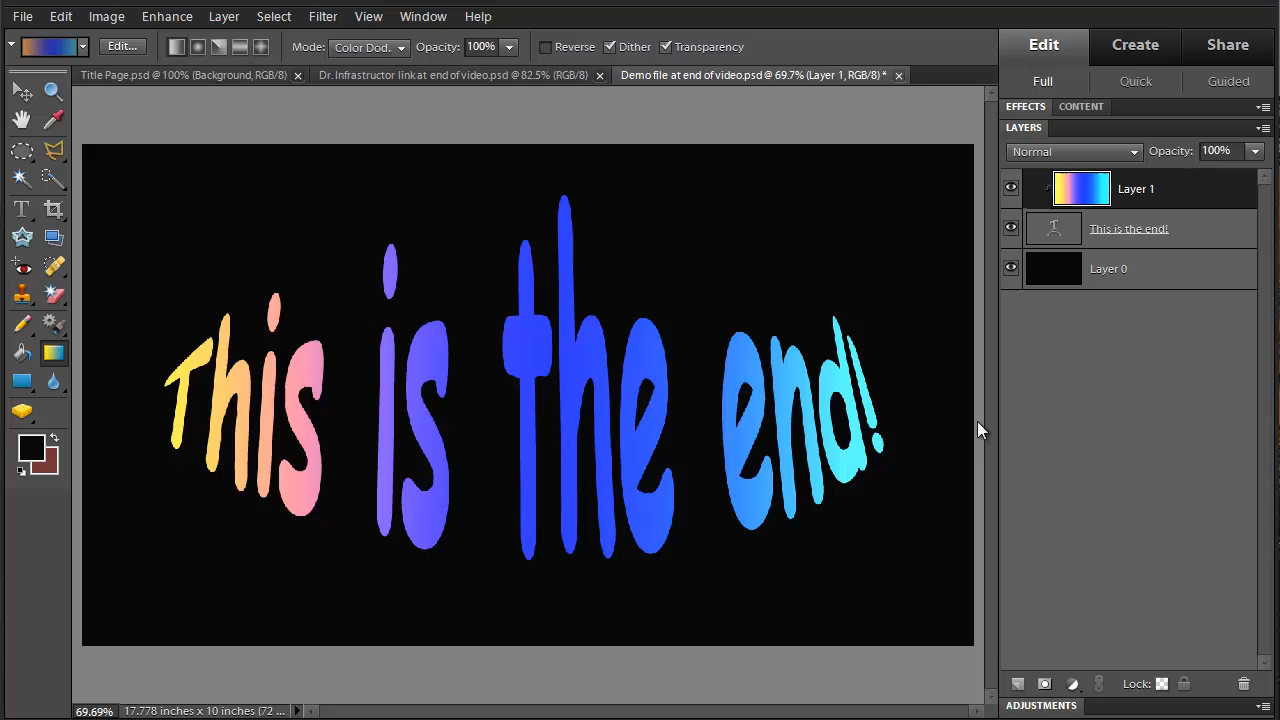 File Edit Image Enhance Layer Select Filter View Window Help
Edit... Mode: Color Dod. Opacity: 100% Reverse Dither Transparency
Edit Create Share
Title Page.psd @ 100% (Background, RGB/8) Dr. Infrastructor link at end of video.psd @ 82.5% (RGB/8) Demo file at end of video.psd @ 69.7% (Layer 1, RGB/8) *
Full Quick Guided
EFFECTS CONTENT
LAYERS
Normal Opacity: 100%
Layer 1
This is the end!
Layer 0
This is the end!
Lock:
ADJUSTMENTS
69.69% 17.778 inches x 10 inches (72 ...